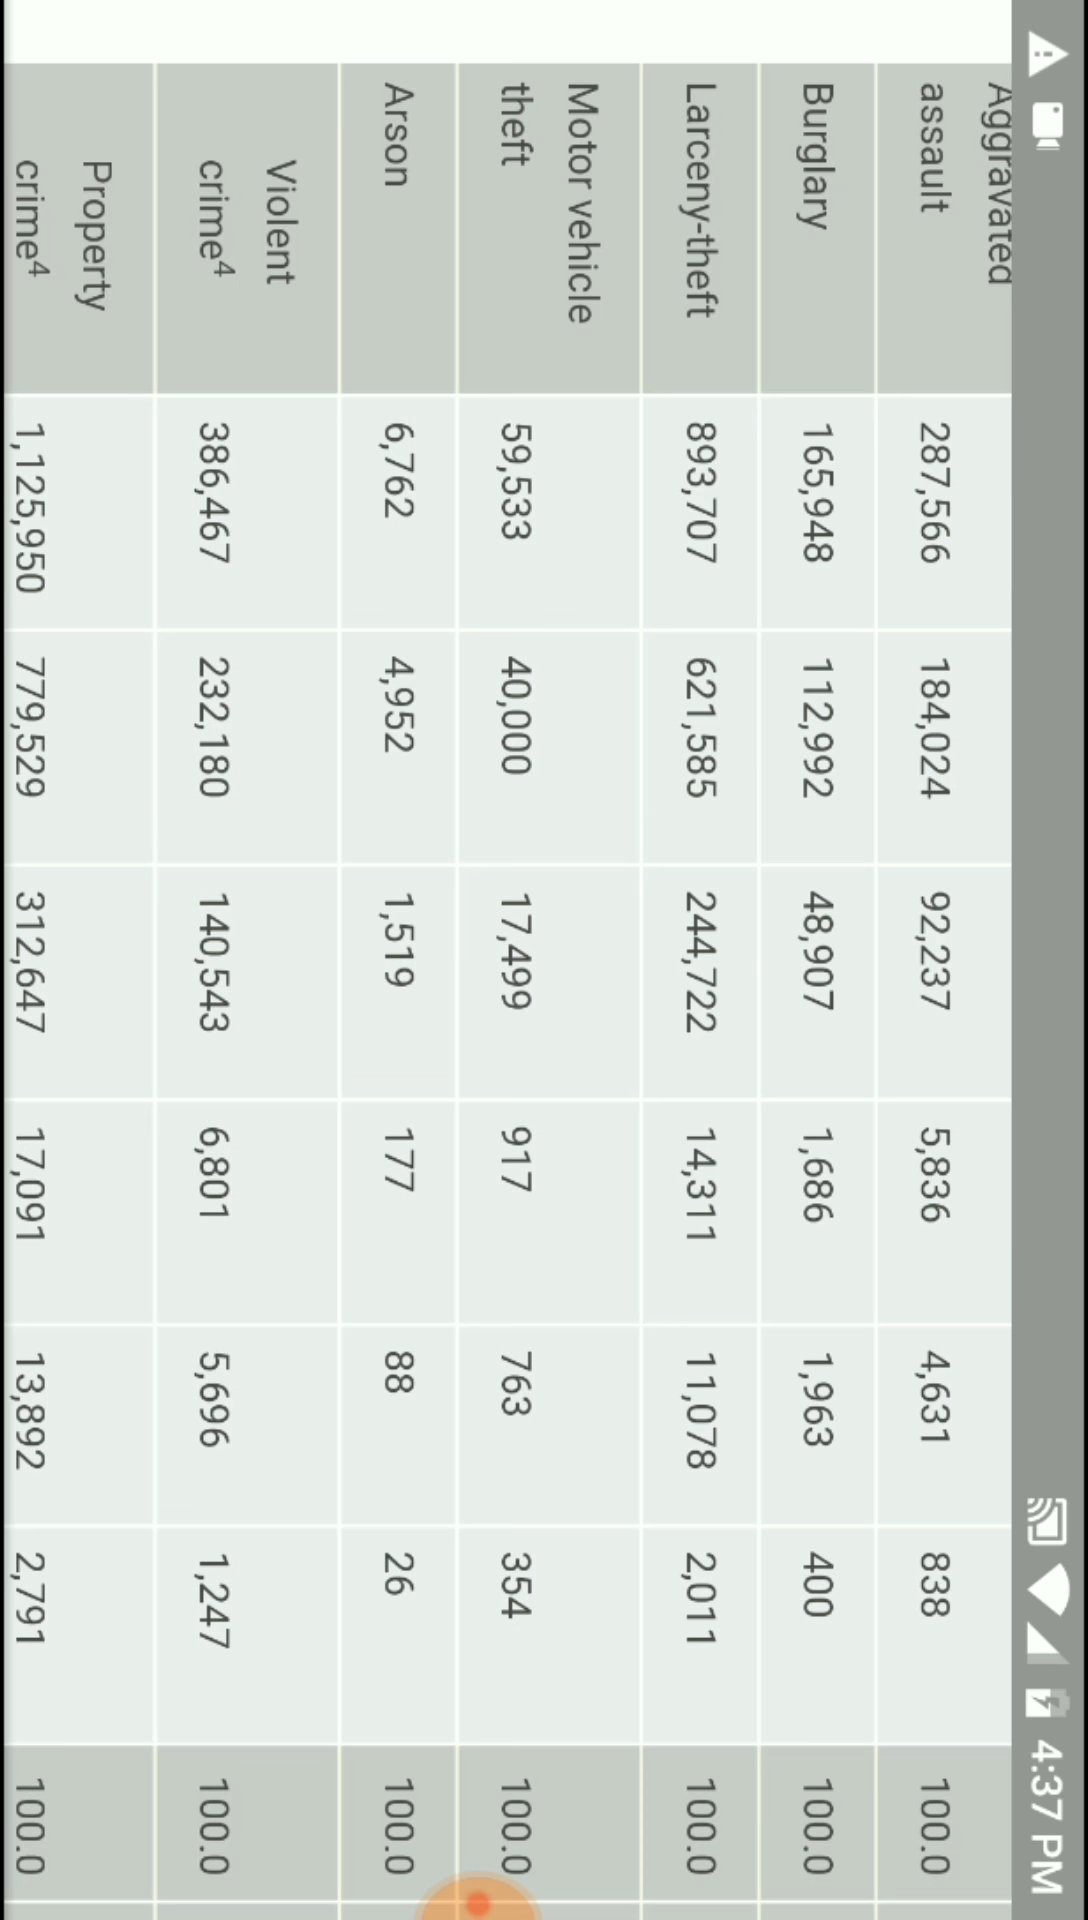 4:37 PM
Aggravated
assault 287,566 184,024 92,237 5,836 4,631 838 100.0
Burglary 165,948 112,992 48,907 1,686 1,963 400 100.0
Larceny-theft 893,707 621,585 244,722 14,311 11,078 2,011 100.0
Motor vehicle
theft 59,533 40,000 17,499 917 763 354 100.0
Arson 6,762 4,952 1,519 177 88 26 100.0
Violent
crime⁴ 386,467 232,180 140,543 6,801 5,696 1,247 100.0
Property
crime⁴ 1,125,950 779,529 312,647 17,091 13,892 2,791 100.0